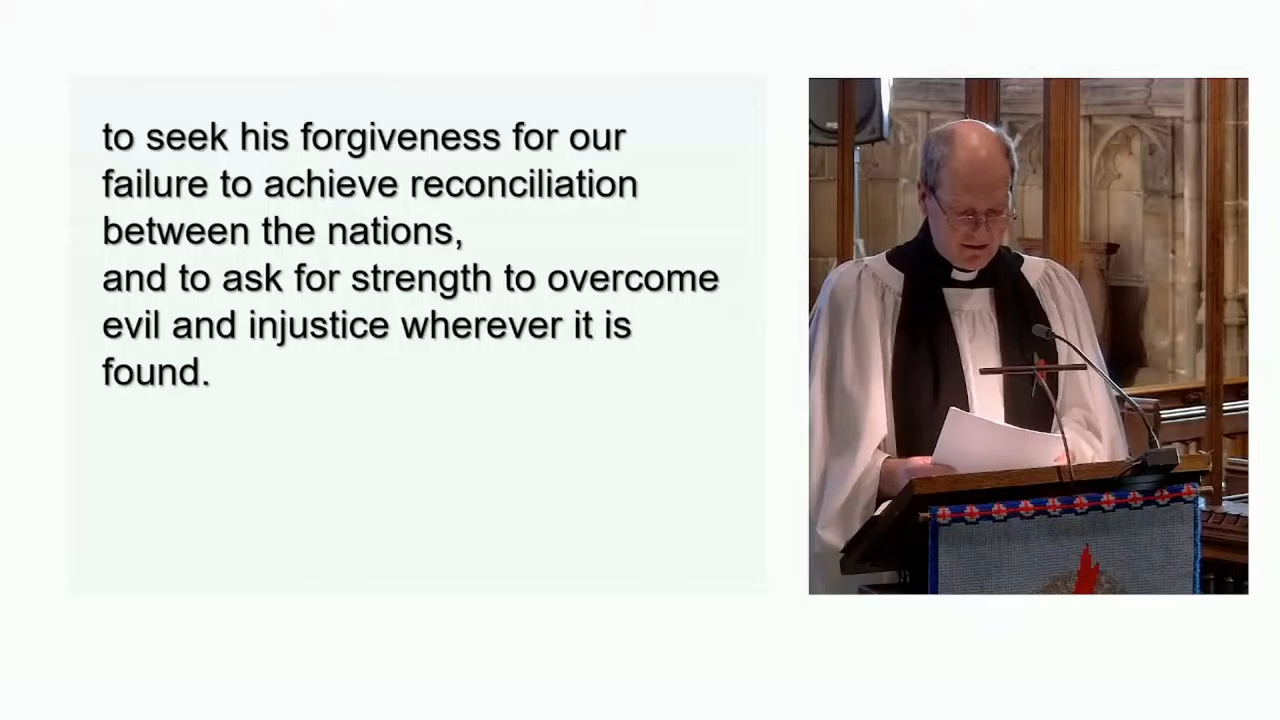 to seek his forgiveness for our
failure to achieve reconciliation
between the nations,
and to ask for strength to overcome
evil and injustice wherever it is
found.